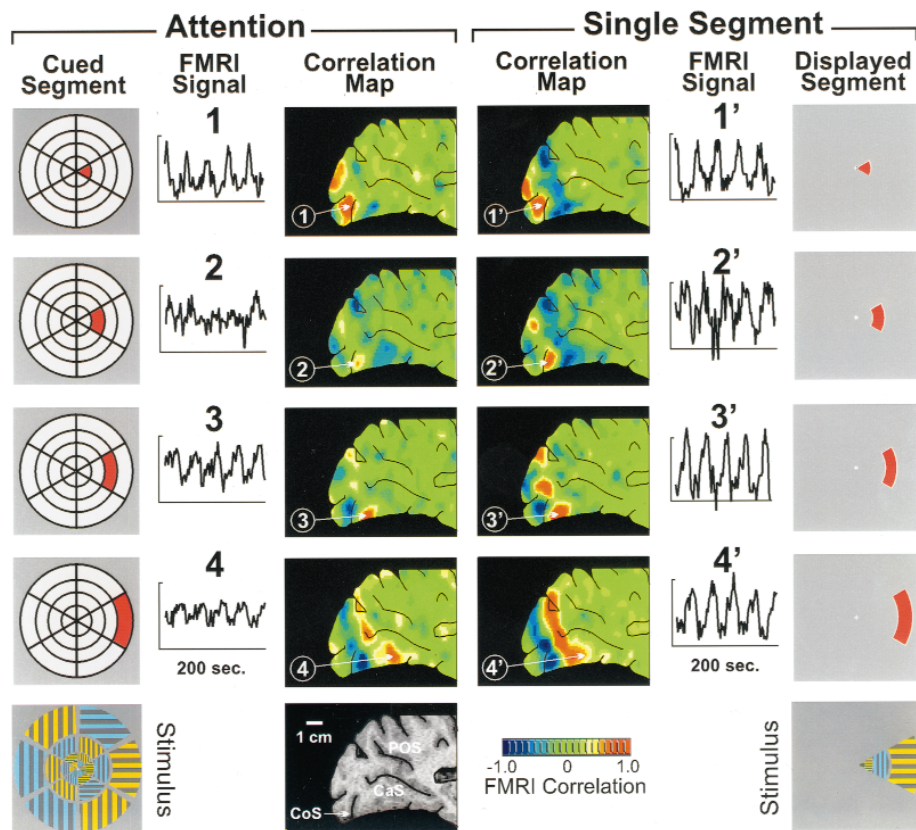 Attention
Single Segment
Cued Segment
FMRI Signal
Correlation Map
Correlation Map
FMRI Signal
Displayed Segment
1
1
1'
1'
2
2
2'
2'
3
3
3'
3'
4
4
4'
4'
200 sec.
200 sec.
Stimulus
1 cm
POS
CaS
CoS
-1.0 0 1.0
FMRI Correlation
Stimulus